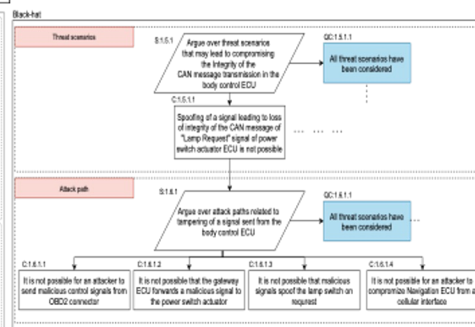 Black-hat
Threat scenarios
S:1.5.1
Argue over threat scenarios
that may lead to compromising
the Integrity of the
CAN message transmission in the
body control ECU
QC:1.5.1.1
All threat scenarios have
been considered
C:1.5.1.1
Spoofing of a signal leading to loss
of integrity of the CAN message of
"Lamp Request" signal of power
switch actuator ECU is not possible
... ... ...
Attack path
S:1.6.1
Argue over attack paths related to
tampering of a signal sent from the
body control ECU
QC:1.6.1.1
All threat scenarios have
been considered
C:1.6.1.1
It is not possible for an attacker to
send malicious control signals from
OBD2 connector
C:1.6.1.2
It is not possible that the gateway
ECU forwards a malicious signal to
the power switch actuator
C:1.6.1.3
It is not possible that malicious
signals spoof the lamp switch on
C:1.6.1.4
It is not possible for an attacker to
compromize Navigation ECU from a
cellular interface